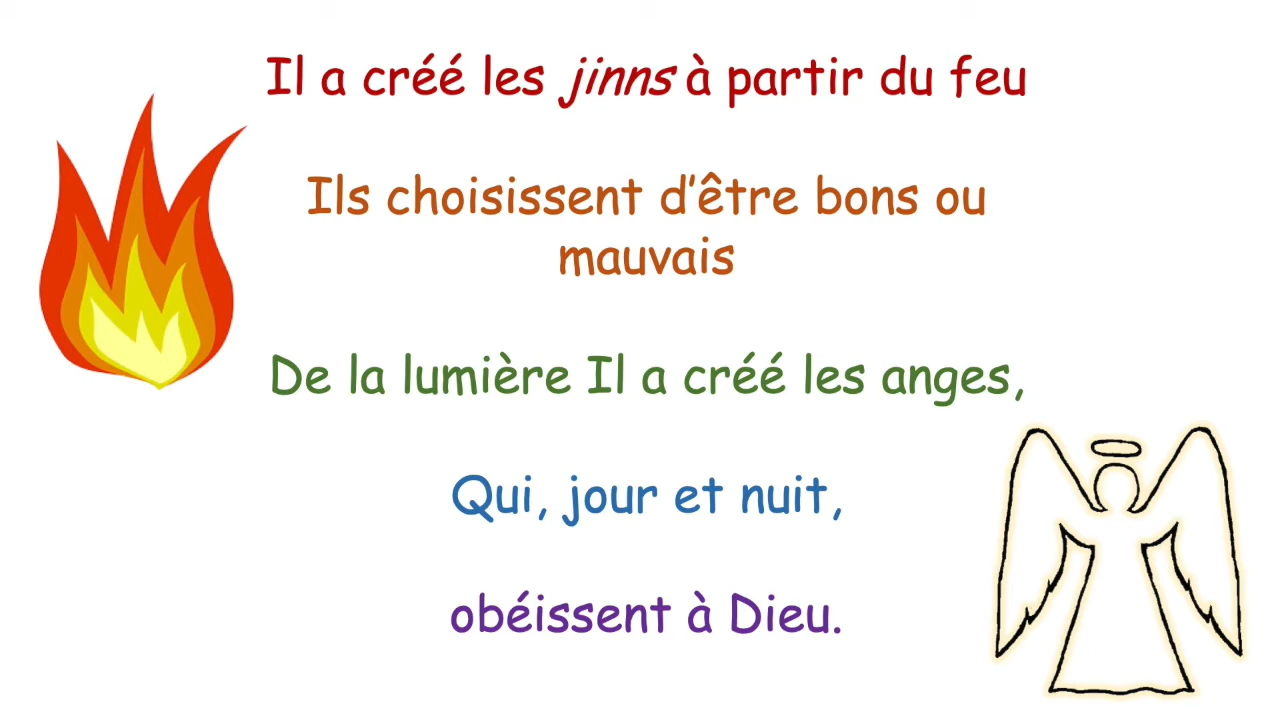 Il a créé les jinns à partir du feu
Ils choisissent d’être bons ou
mauvais
De la lumière Il a créé les anges,
Qui, jour et nuit,
obéissent à Dieu.